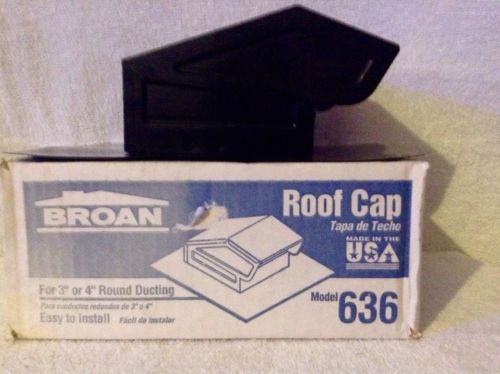 BROAN
Roof Cap
Tapa de Teche
MADE IN THE
USA
For 3" or 4" Round Ducting
Para conductos redondos de 3" o 4"
Easy to install Fácil de instalar
Model 636